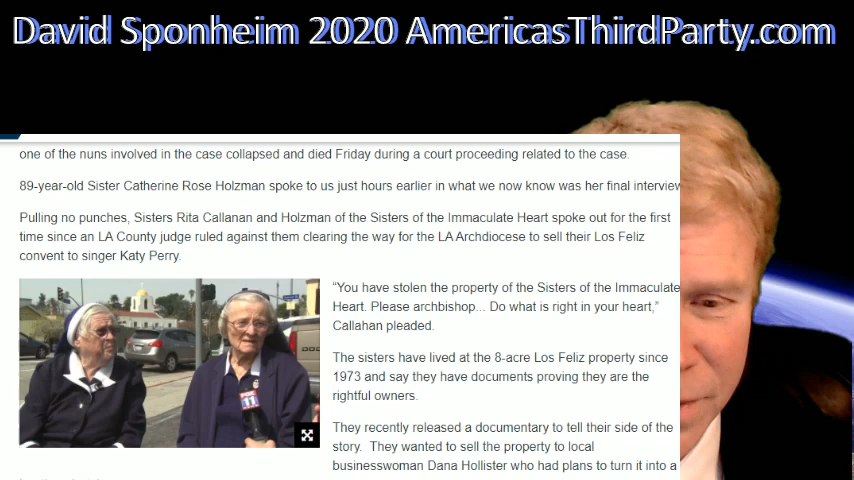 David Sponheim 2020 AmericasThirdParty.com
one of the nuns involved in the case collapsed and died Friday during a court proceeding related to the case.
89-year-old Sister Catherine Rose Holzman spoke to us just hours earlier in what we now know was her final interview
Pulling no punches, Sisters Rita Callanan and Holzman of the Sisters of the Immaculate Heart spoke out for the first
time since an LA County judge ruled against them clearing the way for the LA Archdiocese to sell their Los Feliz
convent to singer Katy Perry.
“You have stolen the property of the Sisters of the Immaculate
Heart. Please archbishop... Do what is right in your heart,”
Callahan pleaded.
The sisters have lived at the 8-acre Los Feliz property since
1973 and say they have documents proving they are the
rightful owners.
They recently released a documentary to tell their side of the
story. They wanted to sell the property to local
businesswoman Dana Hollister who had plans to turn it into a